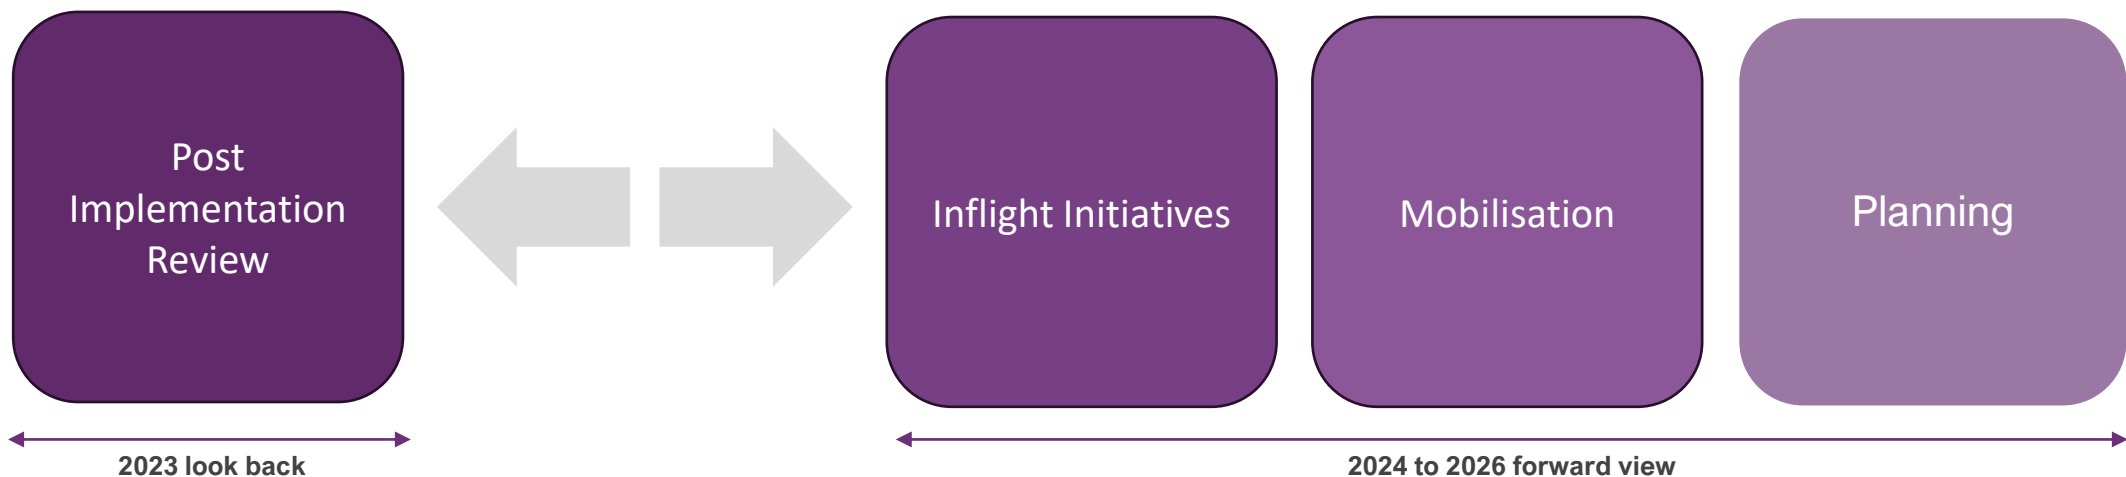 Post
Implementation
Review
Inflight Initiatives
Mobilisation
Planning
2023 look back
2024 to 2026 forward view